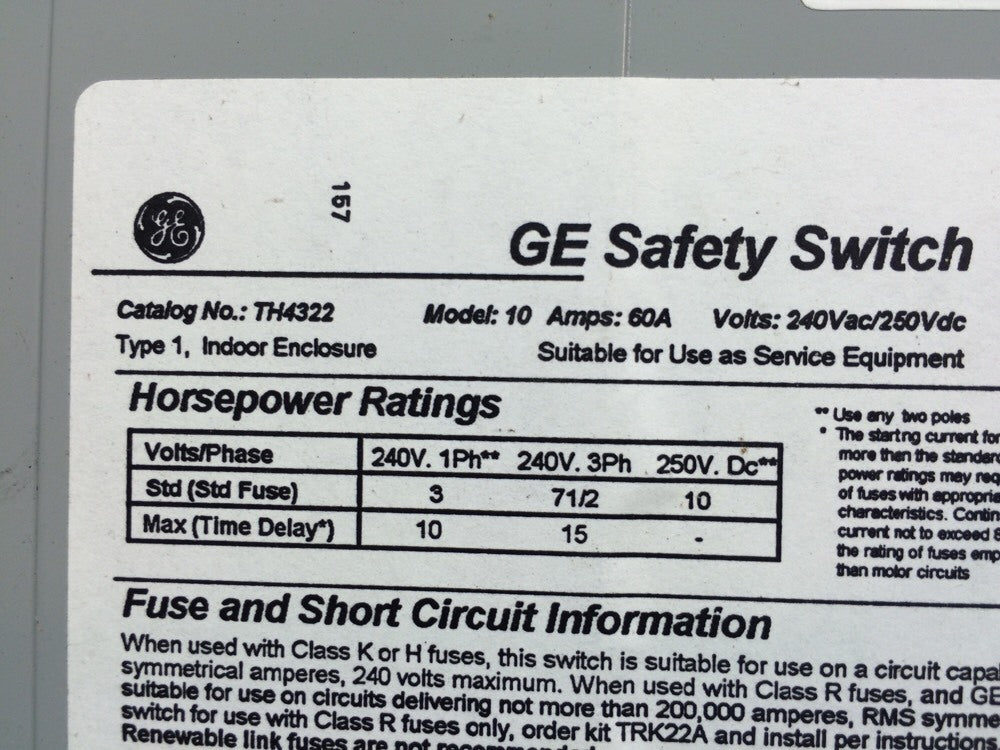 GE
157
GE Safety Switch
Catalog No.: TH4322 Model: 10 Amps: 60A Volts: 240Vac/250Vdc
Type 1, Indoor Enclosure Suitable for Use as Service Equipment
Horsepower Ratings
Volts/Phase 240V. 1Ph** 240V. 3Ph 250V. Dc**
Std (Std Fuse) 3 71/2 10
Max (Time Delay*) 10 15 -
** Use any two poles
* The startng current for
more than the standard
power ratings may req
of fuses with appropria
characteristics. Contin
current not to exceed 8
the rating of fuses emp
than motor circuits
Fuse and Short Circuit Information
When used with Class K or H fuses, this switch is suitable for use on a circuit capa
symmetrical amperes, 240 volts maximum. When used with Class R fuses, and GE
suitable for use on circuits delivering not more than 200,000 amperes, RMS symme
switch for use with Class R fuses only, order kit TRK22A and install per instructions
Renewable link fuses are not recommended.